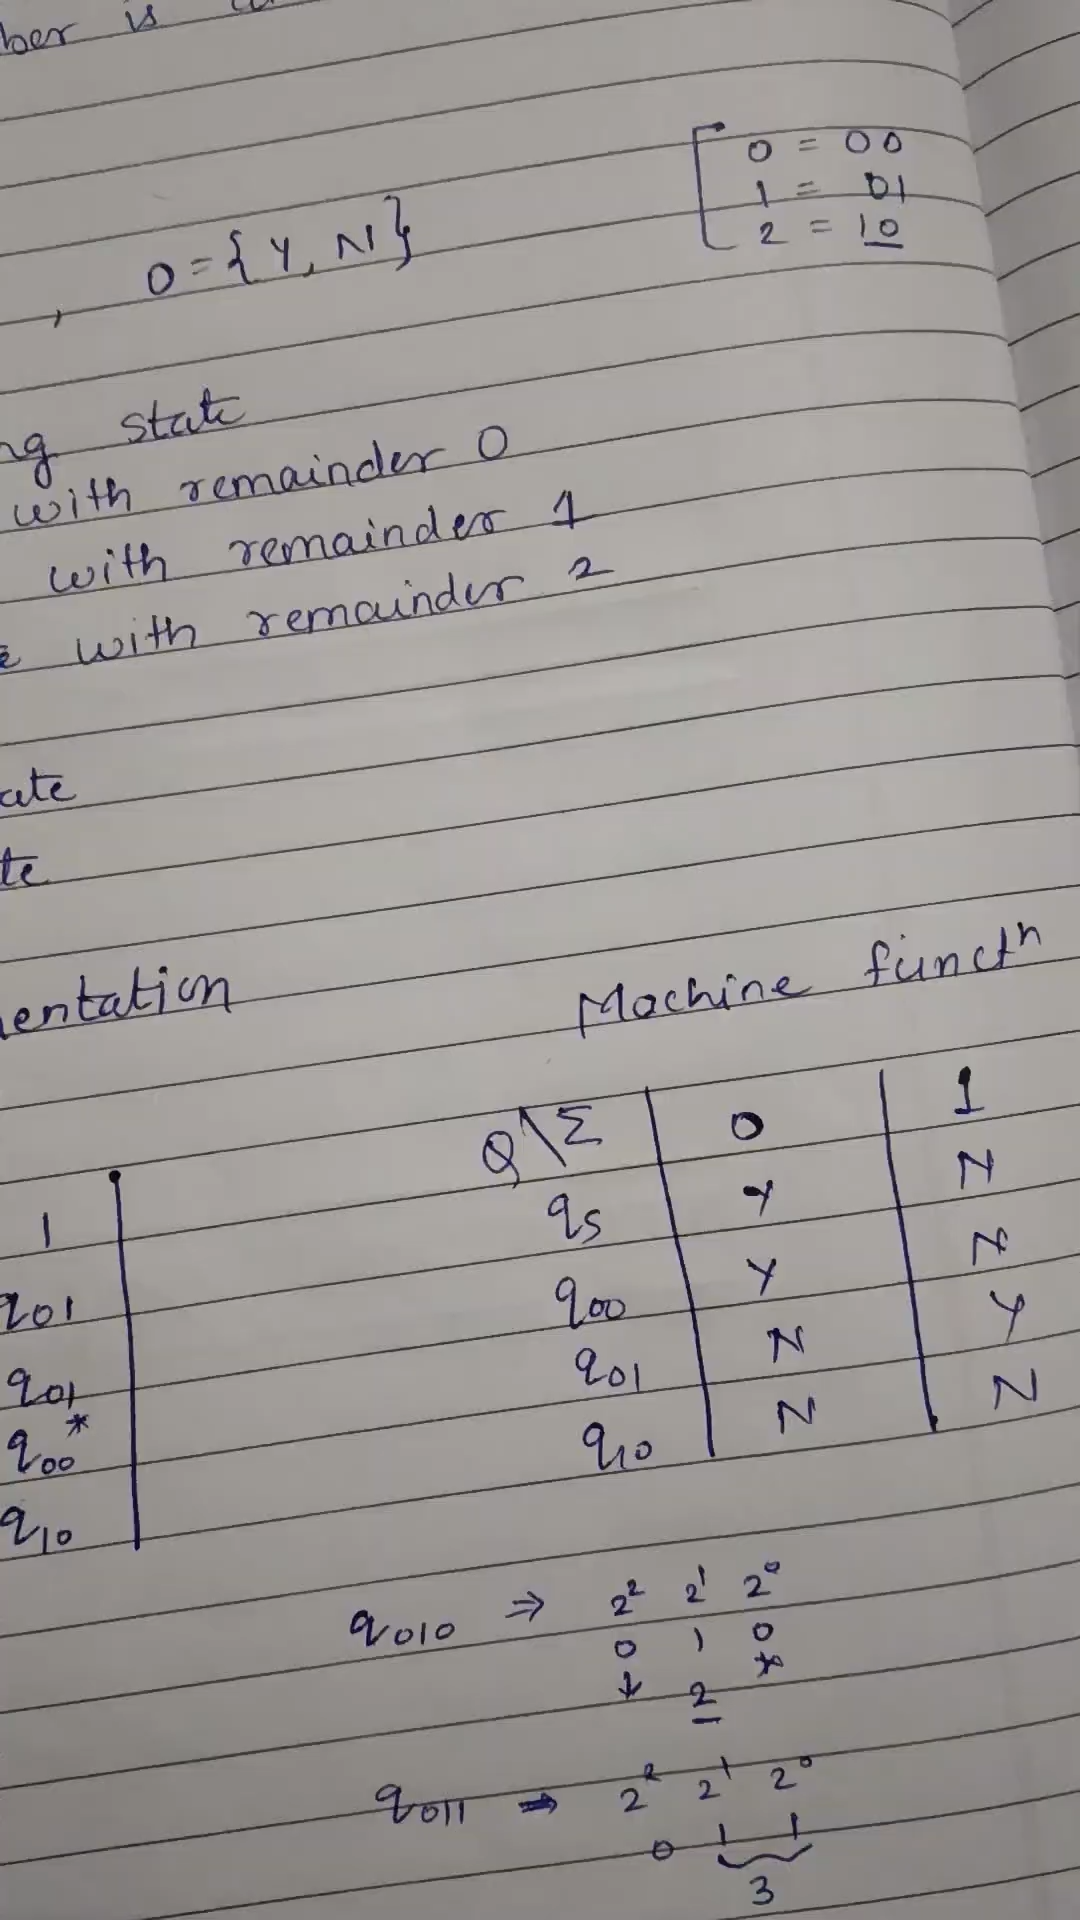 ber is
0 = 00
1 = 01
2 = 10
O = {Y, N}
,
ng state
with remainder 0
with remainder 1
e with remainder 2
ate
te
entation
Machine functn
Q\Σ 0 1
qs Y N
q00 Y N
q01 N Y
q10 N N
1
q01
q01
q00*
q10
q010 ⇒ 2² 2¹ 2⁰
0 1 0
↓ 2 *
q011 ⇒ 2² 2¹ 2⁰
0 1 1
3